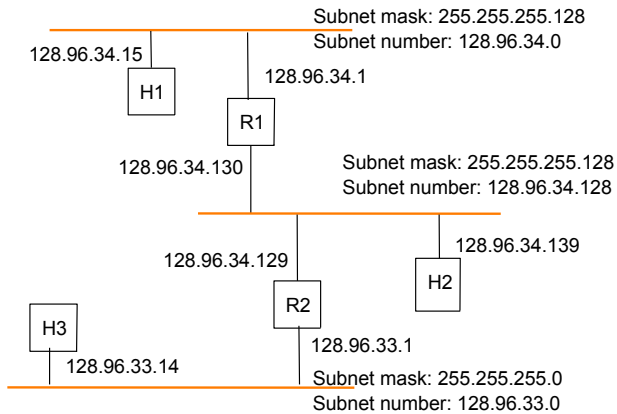 Subnet mask: 255.255.255.128
Subnet number: 128.96.34.0
128.96.34.15
128.96.34.1
H1
R1
128.96.34.130
Subnet mask: 255.255.255.128
Subnet number: 128.96.34.128
128.96.34.139
128.96.34.129
H2
R2
H3
128.96.33.1
128.96.33.14
Subnet mask: 255.255.255.0
Subnet number: 128.96.33.0